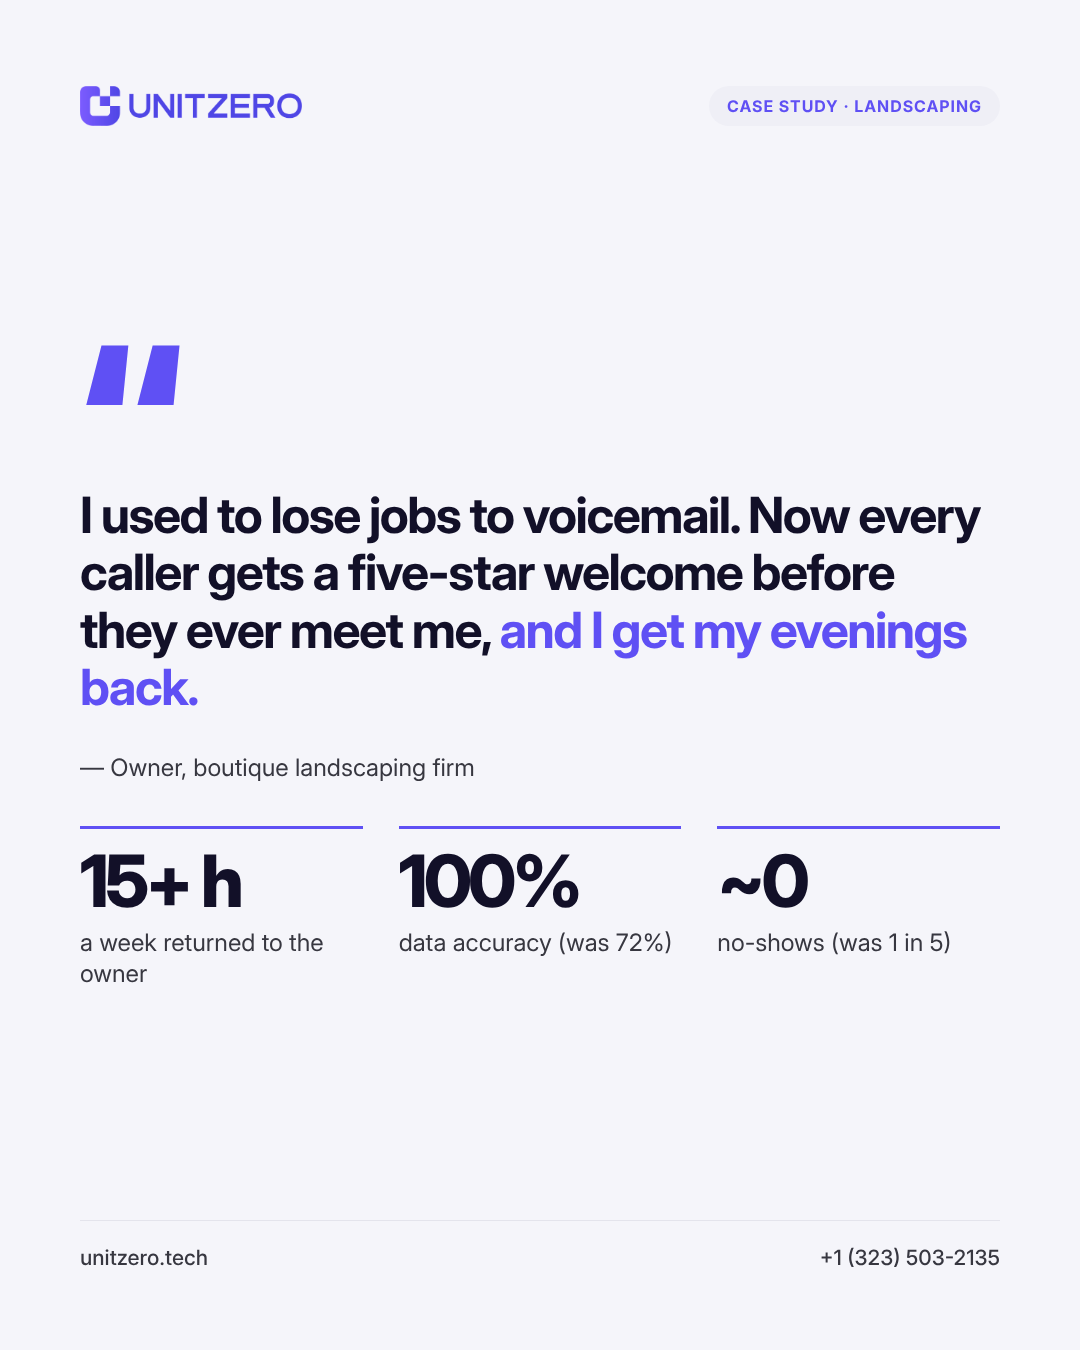 UNITZERO
CASE STUDY · LANDSCAPING
"
I used to lose jobs to voicemail. Now every
caller gets a five-star welcome before
they ever meet me, and I get my evenings
back.
— Owner, boutique landscaping firm
15+ h
a week returned to the
owner
100%
data accuracy (was 72%)
~0
no-shows (was 1 in 5)
unitzero.tech
+1 (323) 503-2135